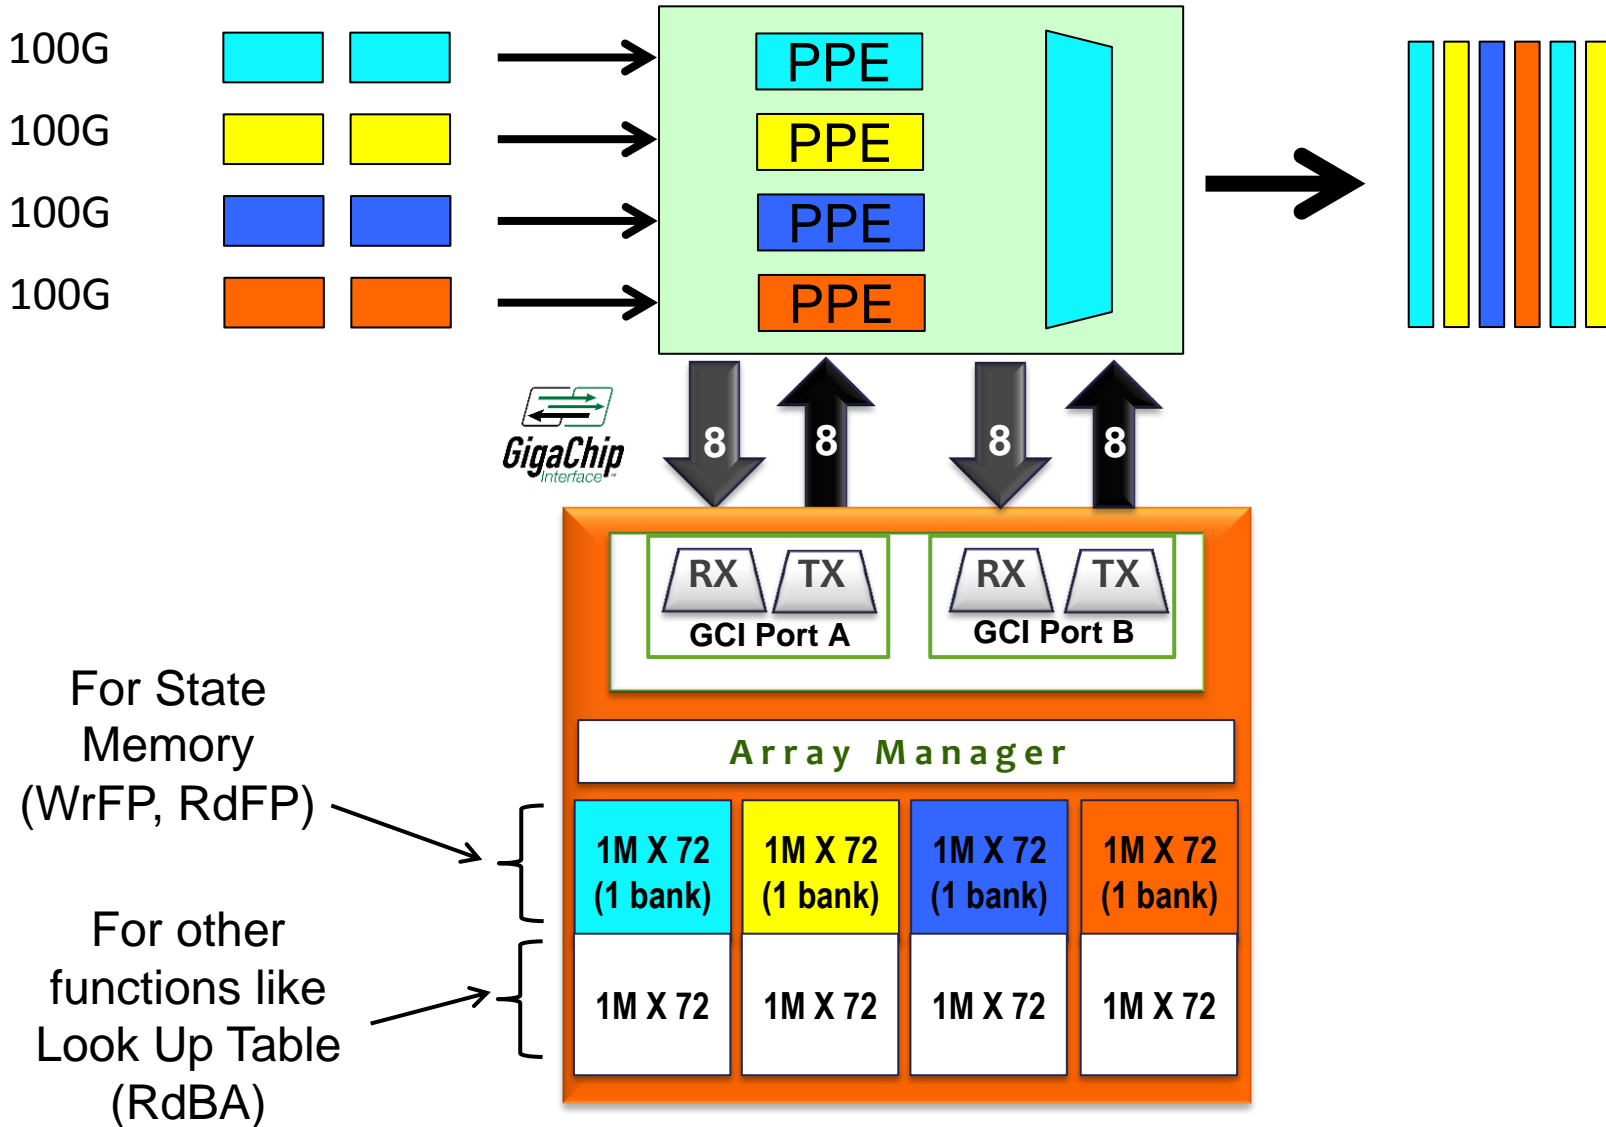 100G
PPE
100G
PPE
100G
PPE
100G
PPE
GigaChip
Interface™
8
8
8
8
RX
TX
RX
TX
GCI Port A
GCI Port B
Array Manager
For State
Memory
(WrFP, RdFP)
1M X 72
(1 bank)
1M X 72
(1 bank)
1M X 72
(1 bank)
1M X 72
(1 bank)
For other
functions like
Look Up Table
(RdBA)
1M X 72
1M X 72
1M X 72
1M X 72